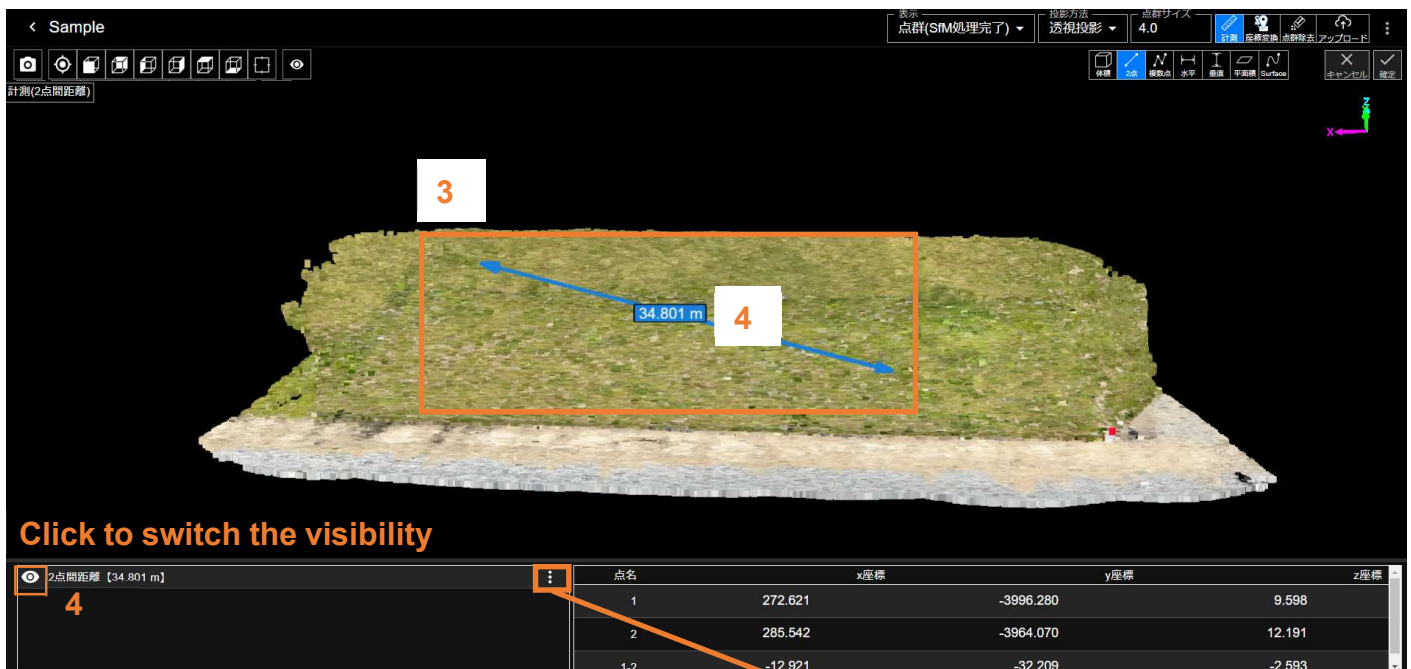 Sample
表示
点群(SfM処理完了)
投影方法
透視投影
点群サイズ
4.0
計測
座標変換
点群除去
アップロード
体積
2点
複数点
水平
垂直
平面積
Surface
キャンセル
確定
計測(2点間距離)
Z
X
3
34.801 m
4
Click to switch the visibility
2点間距離【34.801 m】
4
点名 x座標 y座標 z座標
1 272.621 -3996.280 9.598
2 285.542 -3964.070 12.191
1-2 -12.921 -32.209 -2.593